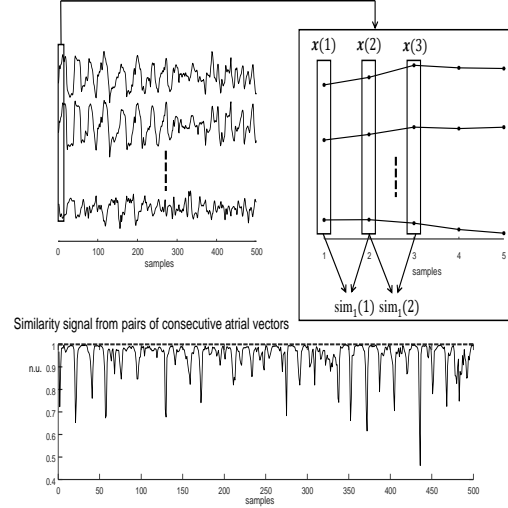 x(1) x(2) x(3)
0 100 200 300 400 500
samples
1 2 3 4 5
samples
sim₁(1) sim₁(2)
Similarity signal from pairs of consecutive atrial vectors
1
n.u.
0.9
0.8
0.7
0.6
0.5
0.4
0 50 100 150 200 250 300 350 400 450 500
samples